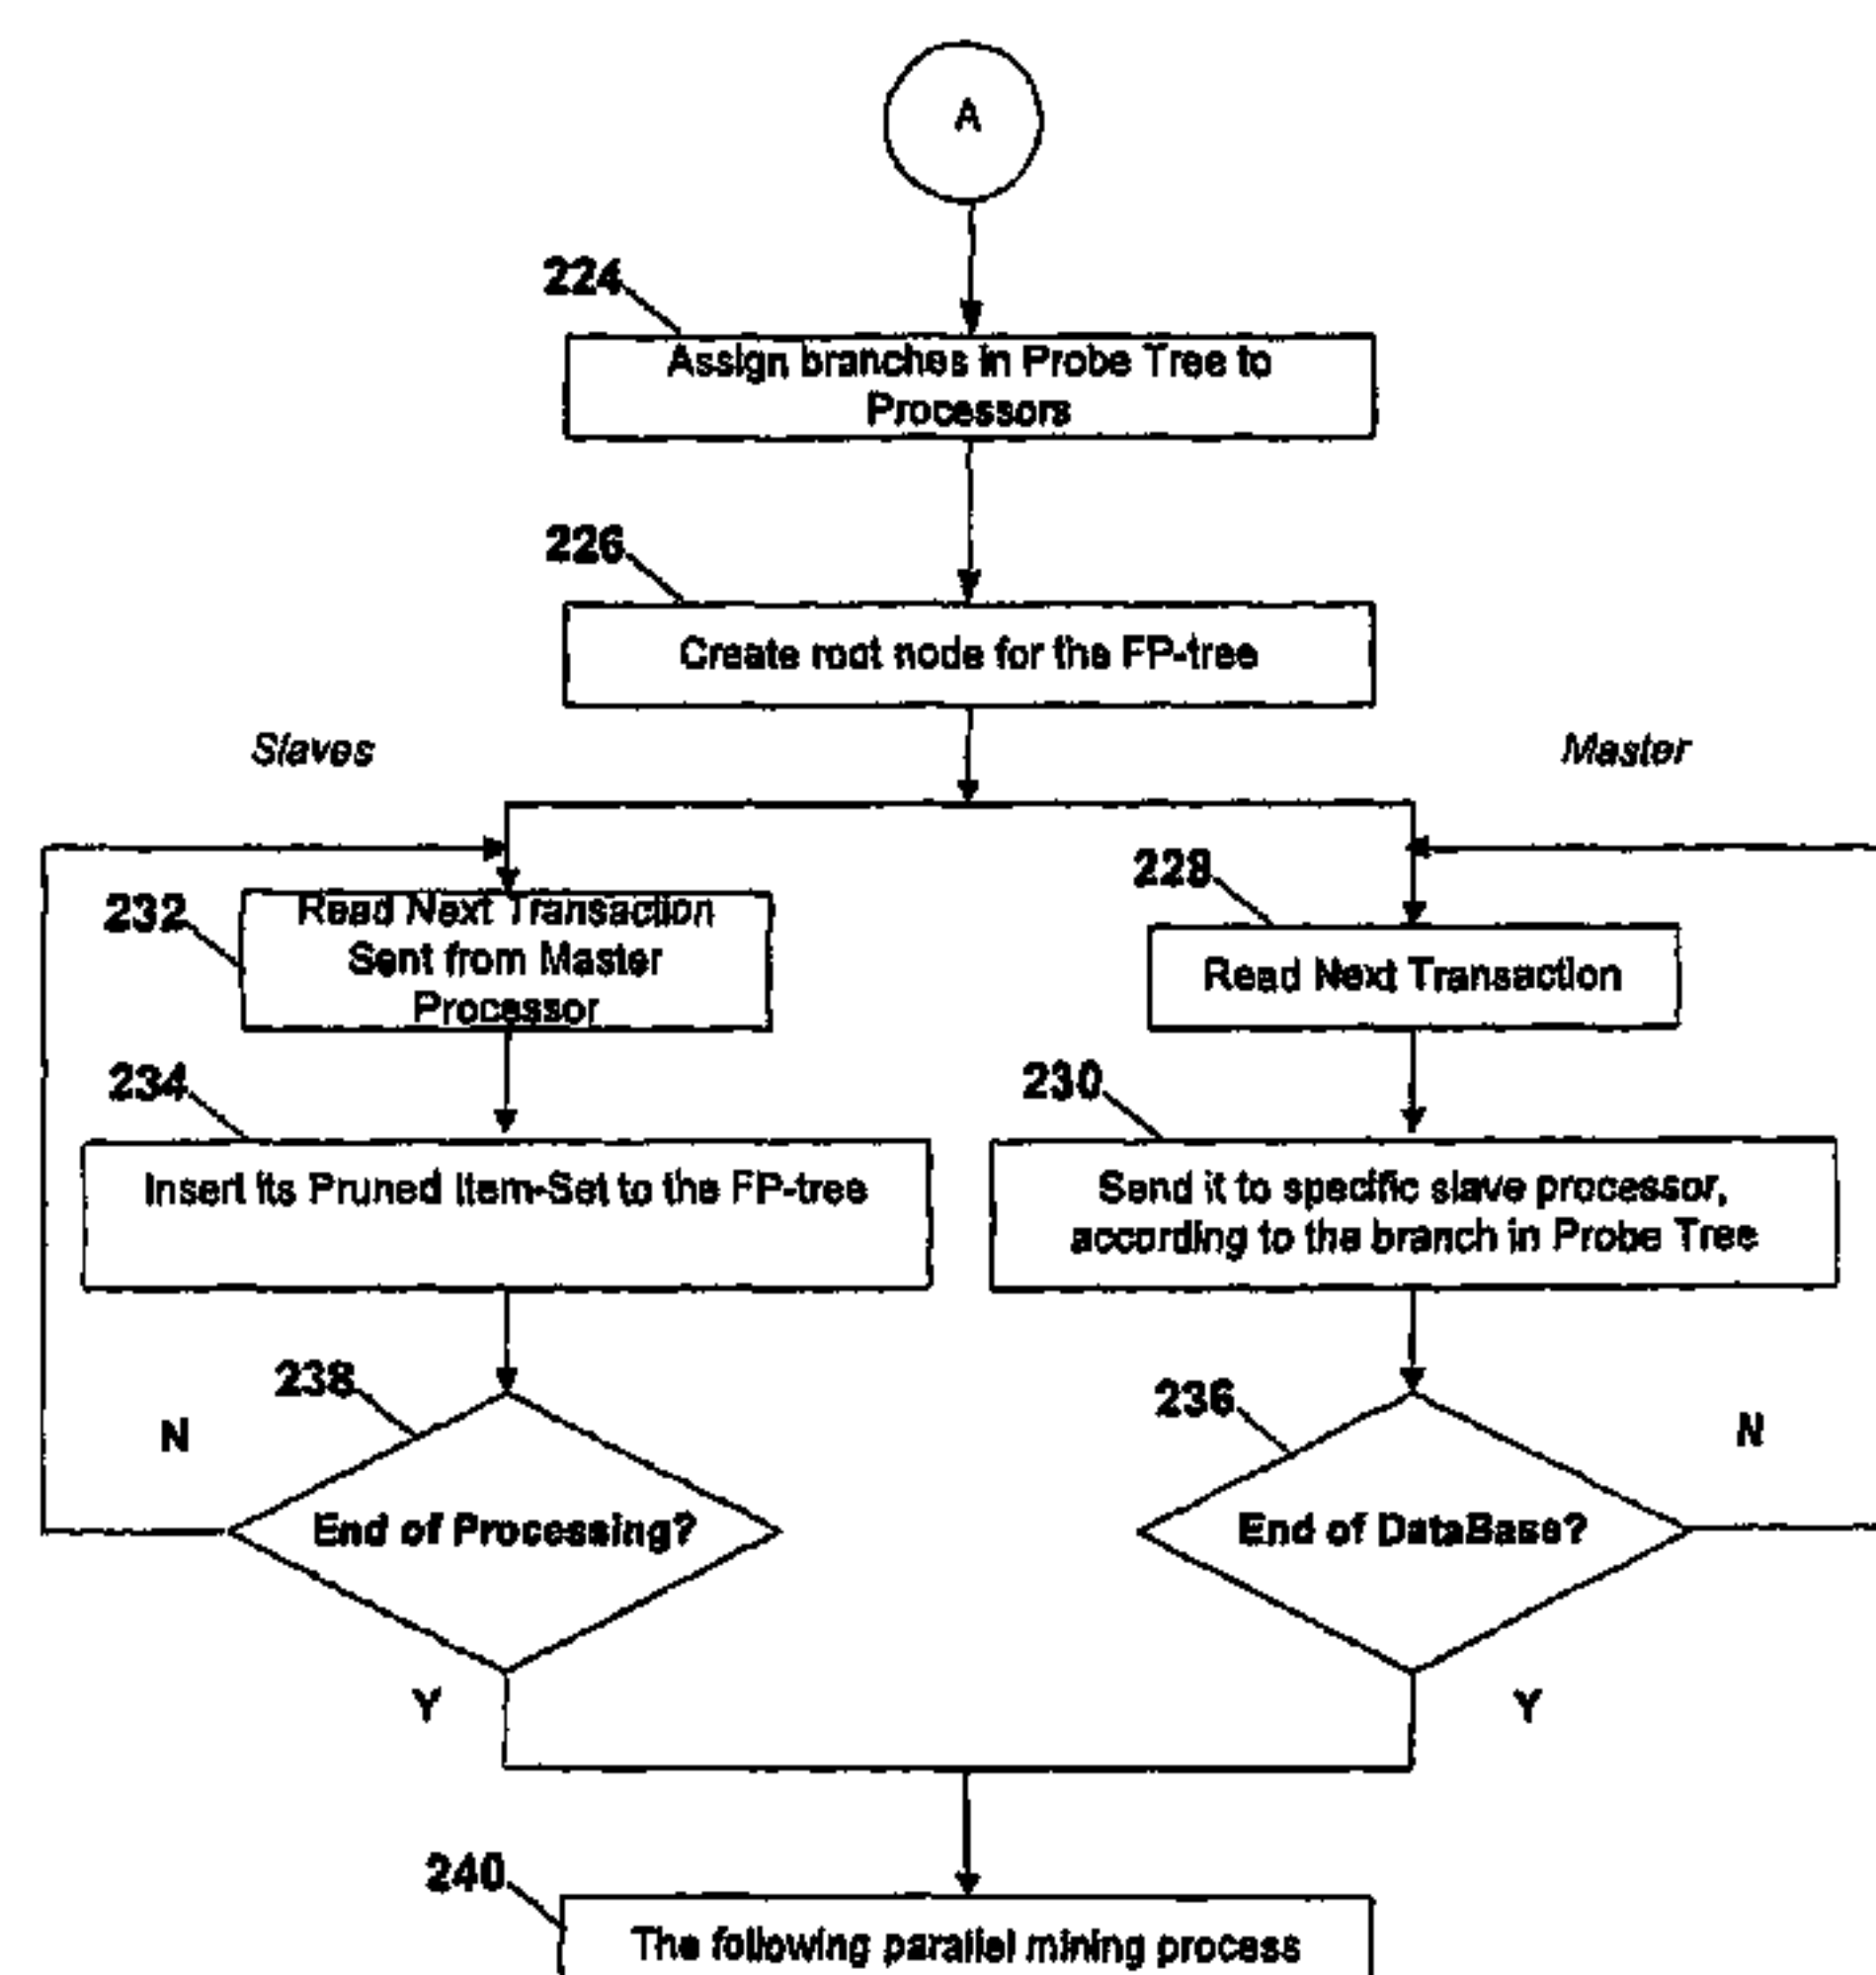 A
224
Assign branches in Probe Tree to
Processors
226
Create root node for the FP-tree
Slaves
Master
232
Read Next Transaction
Sent from Master
Processor
228
Read Next Transaction
234
Insert its Pruned Item-Set to the FP-tree
230
Send it to specific slave processor,
according to the branch in Probe Tree
238
N
End of Processing?
Y
236
N
End of DataBase?
Y
240
The following parallel mining process